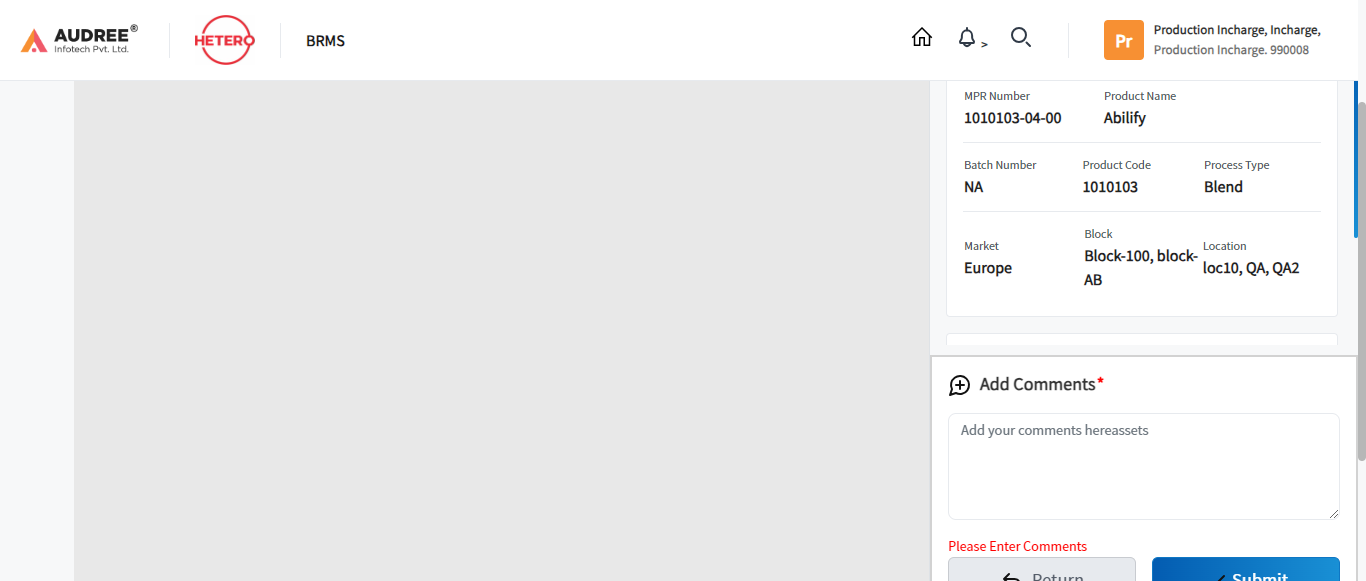 AUDREE®
Infotech Pvt. Ltd.
HETERO
BRMS
>
Pr
Production Incharge, Incharge,
Production Incharge. 990008
MPR Number
Product Name
1010103-04-00
Abilify
Batch Number
Product Code
Process Type
NA
1010103
Blend
Market
Block
Location
Europe
Block-100, block-
AB
loc10, QA, QA2
Add Comments*
Add your comments hereassets
Please Enter Comments
Return
Submit